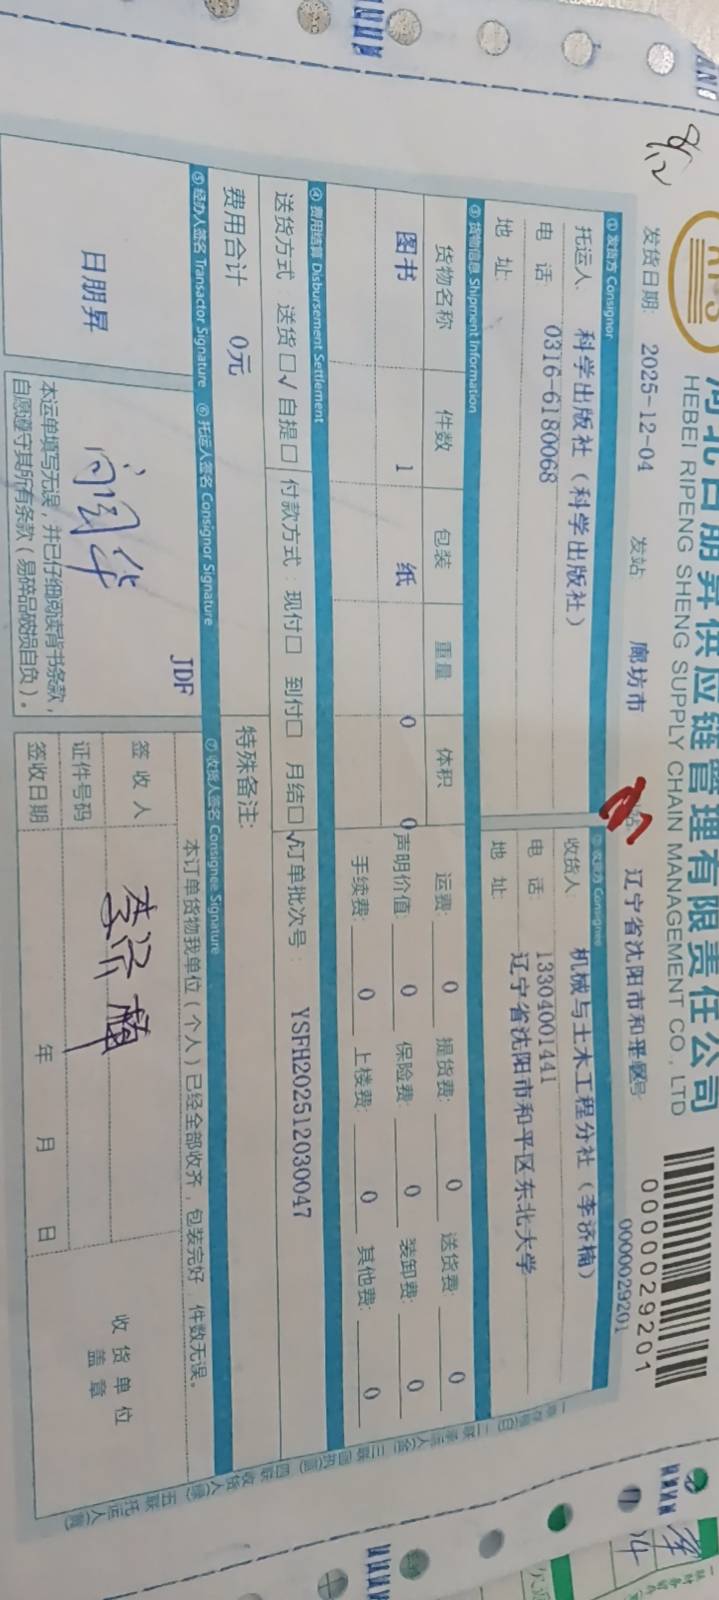 河北日朋昇供应链管理有限责任公司
HEBEI RIPENG SHENG SUPPLY CHAIN MANAGEMENT CO., LTD
0000029201
发货日期: 2025-12-04 发站: 廊坊市 辽宁省沈阳市和平区 0000029201
① 发货方 Consignor ② 收货方 Consignee
托运人: 科学出版社（科学出版社） 收货人: 机械与土木工程分社（李济楠）
电 话: 0316-6180068 电 话: 13304001441
地 址: 地 址: 辽宁省沈阳市和平区东北大学
③ 货物信息 Shipment Information
货物名称 件数 包装 重量 体积 运费: 0 提货费: 0 送货费: 0
图书 1 纸 0 0 声明价值: 0 保险费: 0 装卸费: 0
手续费: 0 上楼费: 0 其他费: 0
④ 费用结算 Disbursement Settlement
送货方式: 送货□√ 自提□ 付款方式: 现付□ 到付□ 月结□√ 订单批次号: YSFH202512030047
费用合计 0元 特殊备注:
⑤ 经办人签名 Transactor Signature ⑥ 托运人签名 Consignor Signature ⑦ 收货人签名 Consignee Signature
JDF
日朋昇
本运单填写无误，并已仔细阅读背书条款，
自愿遵守其所有条款（易碎品破损自负）。
本订单货物我单位（个人）已经全部收齐，包装完好，件数无误。
签 收 人
证件号码
签收日期 年 月 日
收 货 单 位
盖 章